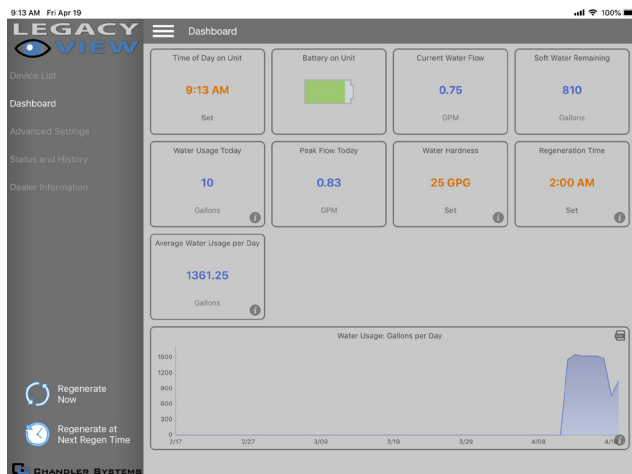 9:13 AM Fri Apr 19
100%
LEGACY
VIEW
Device List
Dashboard
Advanced Settings
Status and History
Dealer Information
Regenerate
Now
Regenerate at
Next Regen Time
CHANDLER SYSTEMS
Dashboard
Time of Day on Unit
9:13 AM
Set
Battery on Unit
Current Water Flow
0.75
GPM
Soft Water Remaining
810
Gallons
Water Usage Today
10
Gallons
Peak Flow Today
0.83
GPM
Water Hardness
25 GPG
Set
Regeneration Time
2:00 AM
Set
Average Water Usage per Day
1361.25
Gallons
Water Usage: Gallons per Day
1500
1200
900
600
300
0
2/17 2/27 3/09 3/19 3/29 4/08